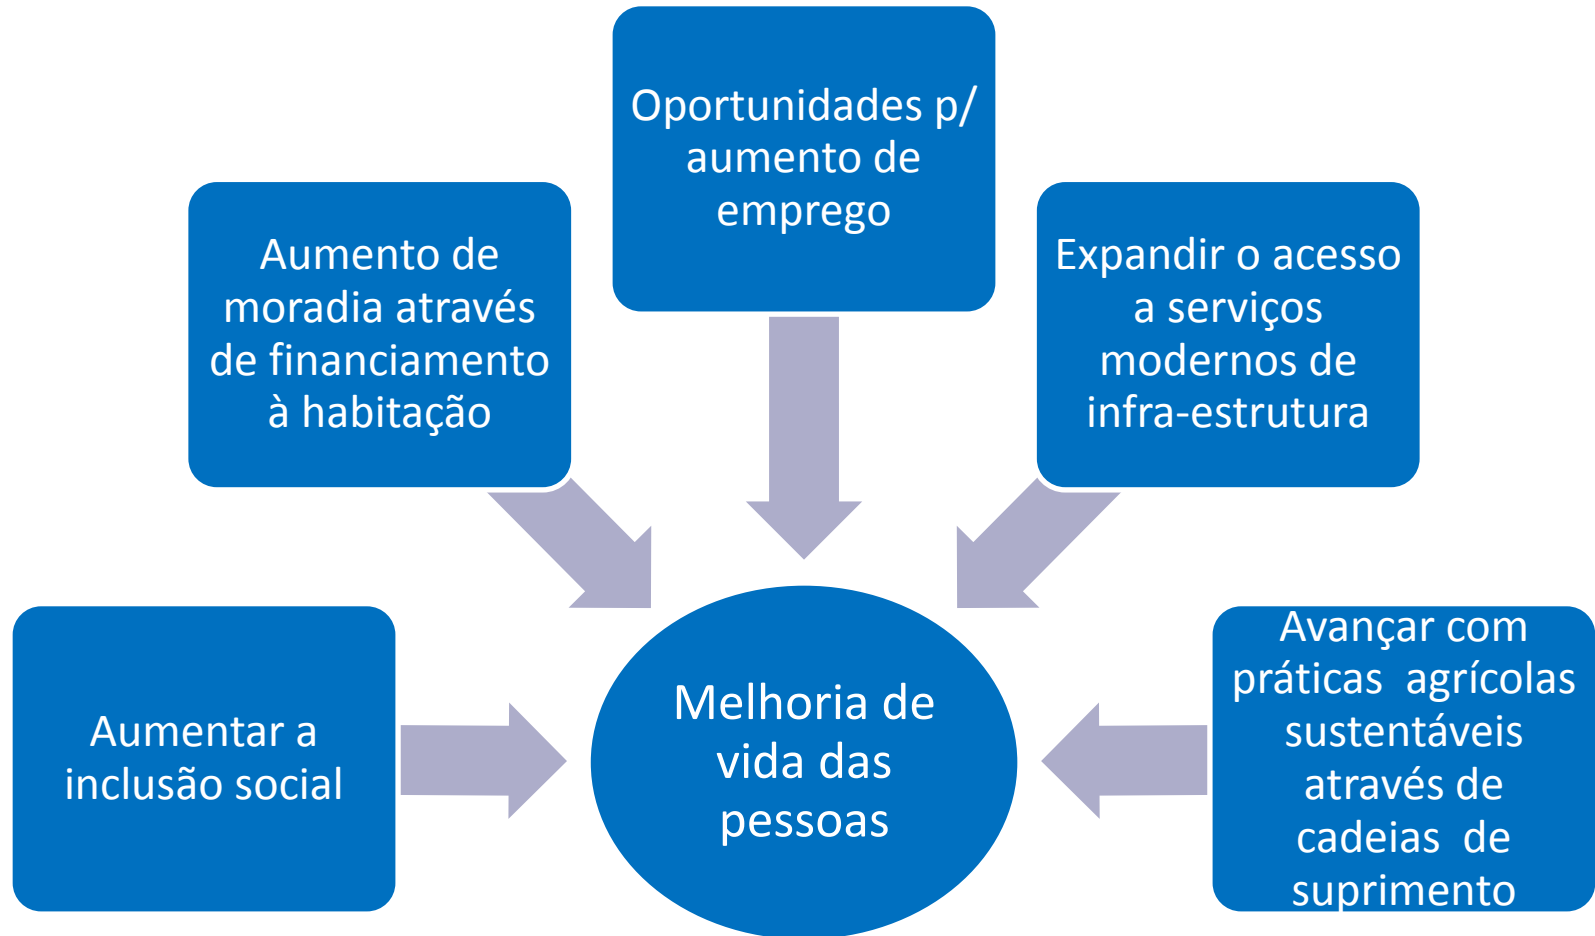 Oportunidades p/
aumento de
emprego
Aumento de
moradia através
de financiamento
à habitação
Expandir o acesso
a serviços
modernos de
infra-estrutura
Aumentar a
inclusão social
Melhoria de
vida das
pessoas
Avançar com
práticas  agrícolas
sustentáveis
através de
cadeias  de
suprimento